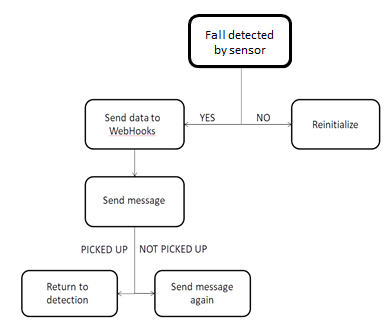 Fall detected
by sensor
Send data to
WebHooks
YES
NO
Reinitialize
Send message
PICKED UP
NOT PICKED UP
Return to
detection
Send message
again